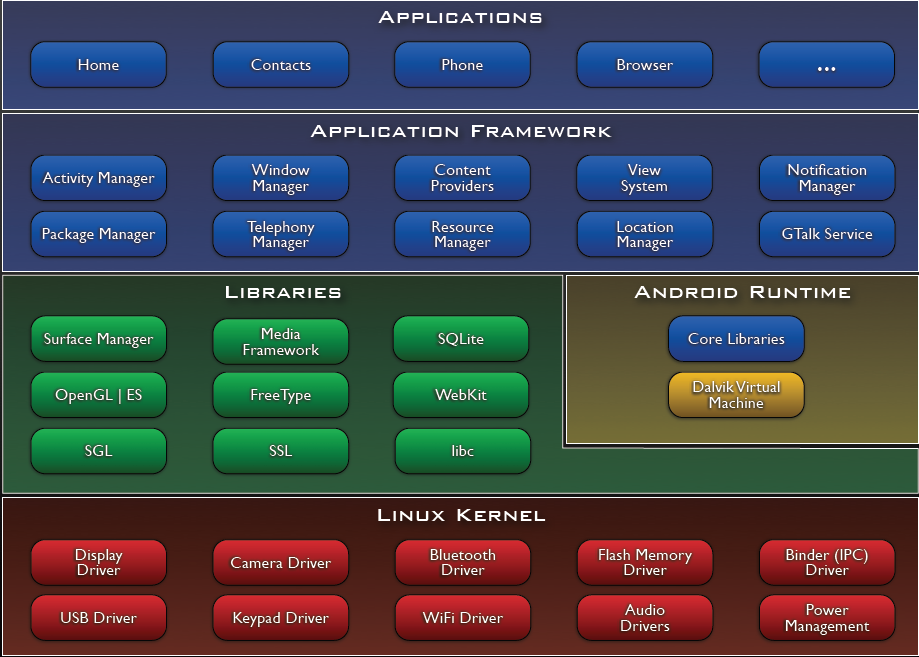 APPLICATIONS
Home
Contacts
Phone
Browser
...
APPLICATION FRAMEWORK
Activity Manager
Window
Manager
Content
Providers
View
System
Notification
Manager
Package Manager
Telephony
Manager
Resource
Manager
Location
Manager
GTalk Service
LIBRARIES
Surface Manager
Media
Framework
SQLite
OpenGL | ES
FreeType
WebKit
SGL
SSL
libc
ANDROID RUNTIME
Core Libraries
Dalvik Virtual
Machine
LINUX KERNEL
Display
Driver
Camera Driver
Bluetooth
Driver
Flash Memory
Driver
Binder (IPC)
Driver
USB Driver
Keypad Driver
WiFi Driver
Audio
Drivers
Power
Management